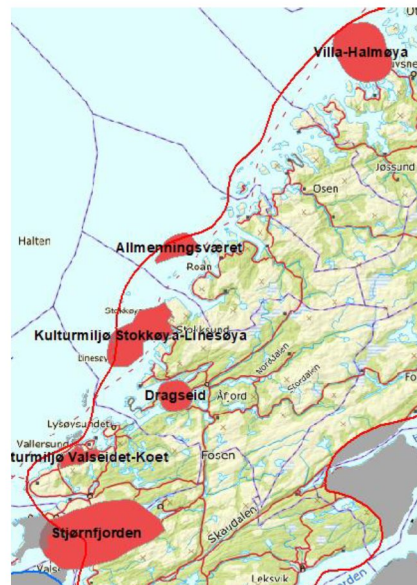 Villa-Halmøya
Jøssund
Osen
Halten
Allmenningsværet
Roan
Kulturmiljø Stokkøya-Linesøya
Stokksund
Linesøy
Norddalen
Stordalen
Dragseid
Åfjord
Lysøysundet
Vallersund
turmiljø Valseidet-Koet
Fosen
Stjørnfjorden
Skaudalen
Leksvik